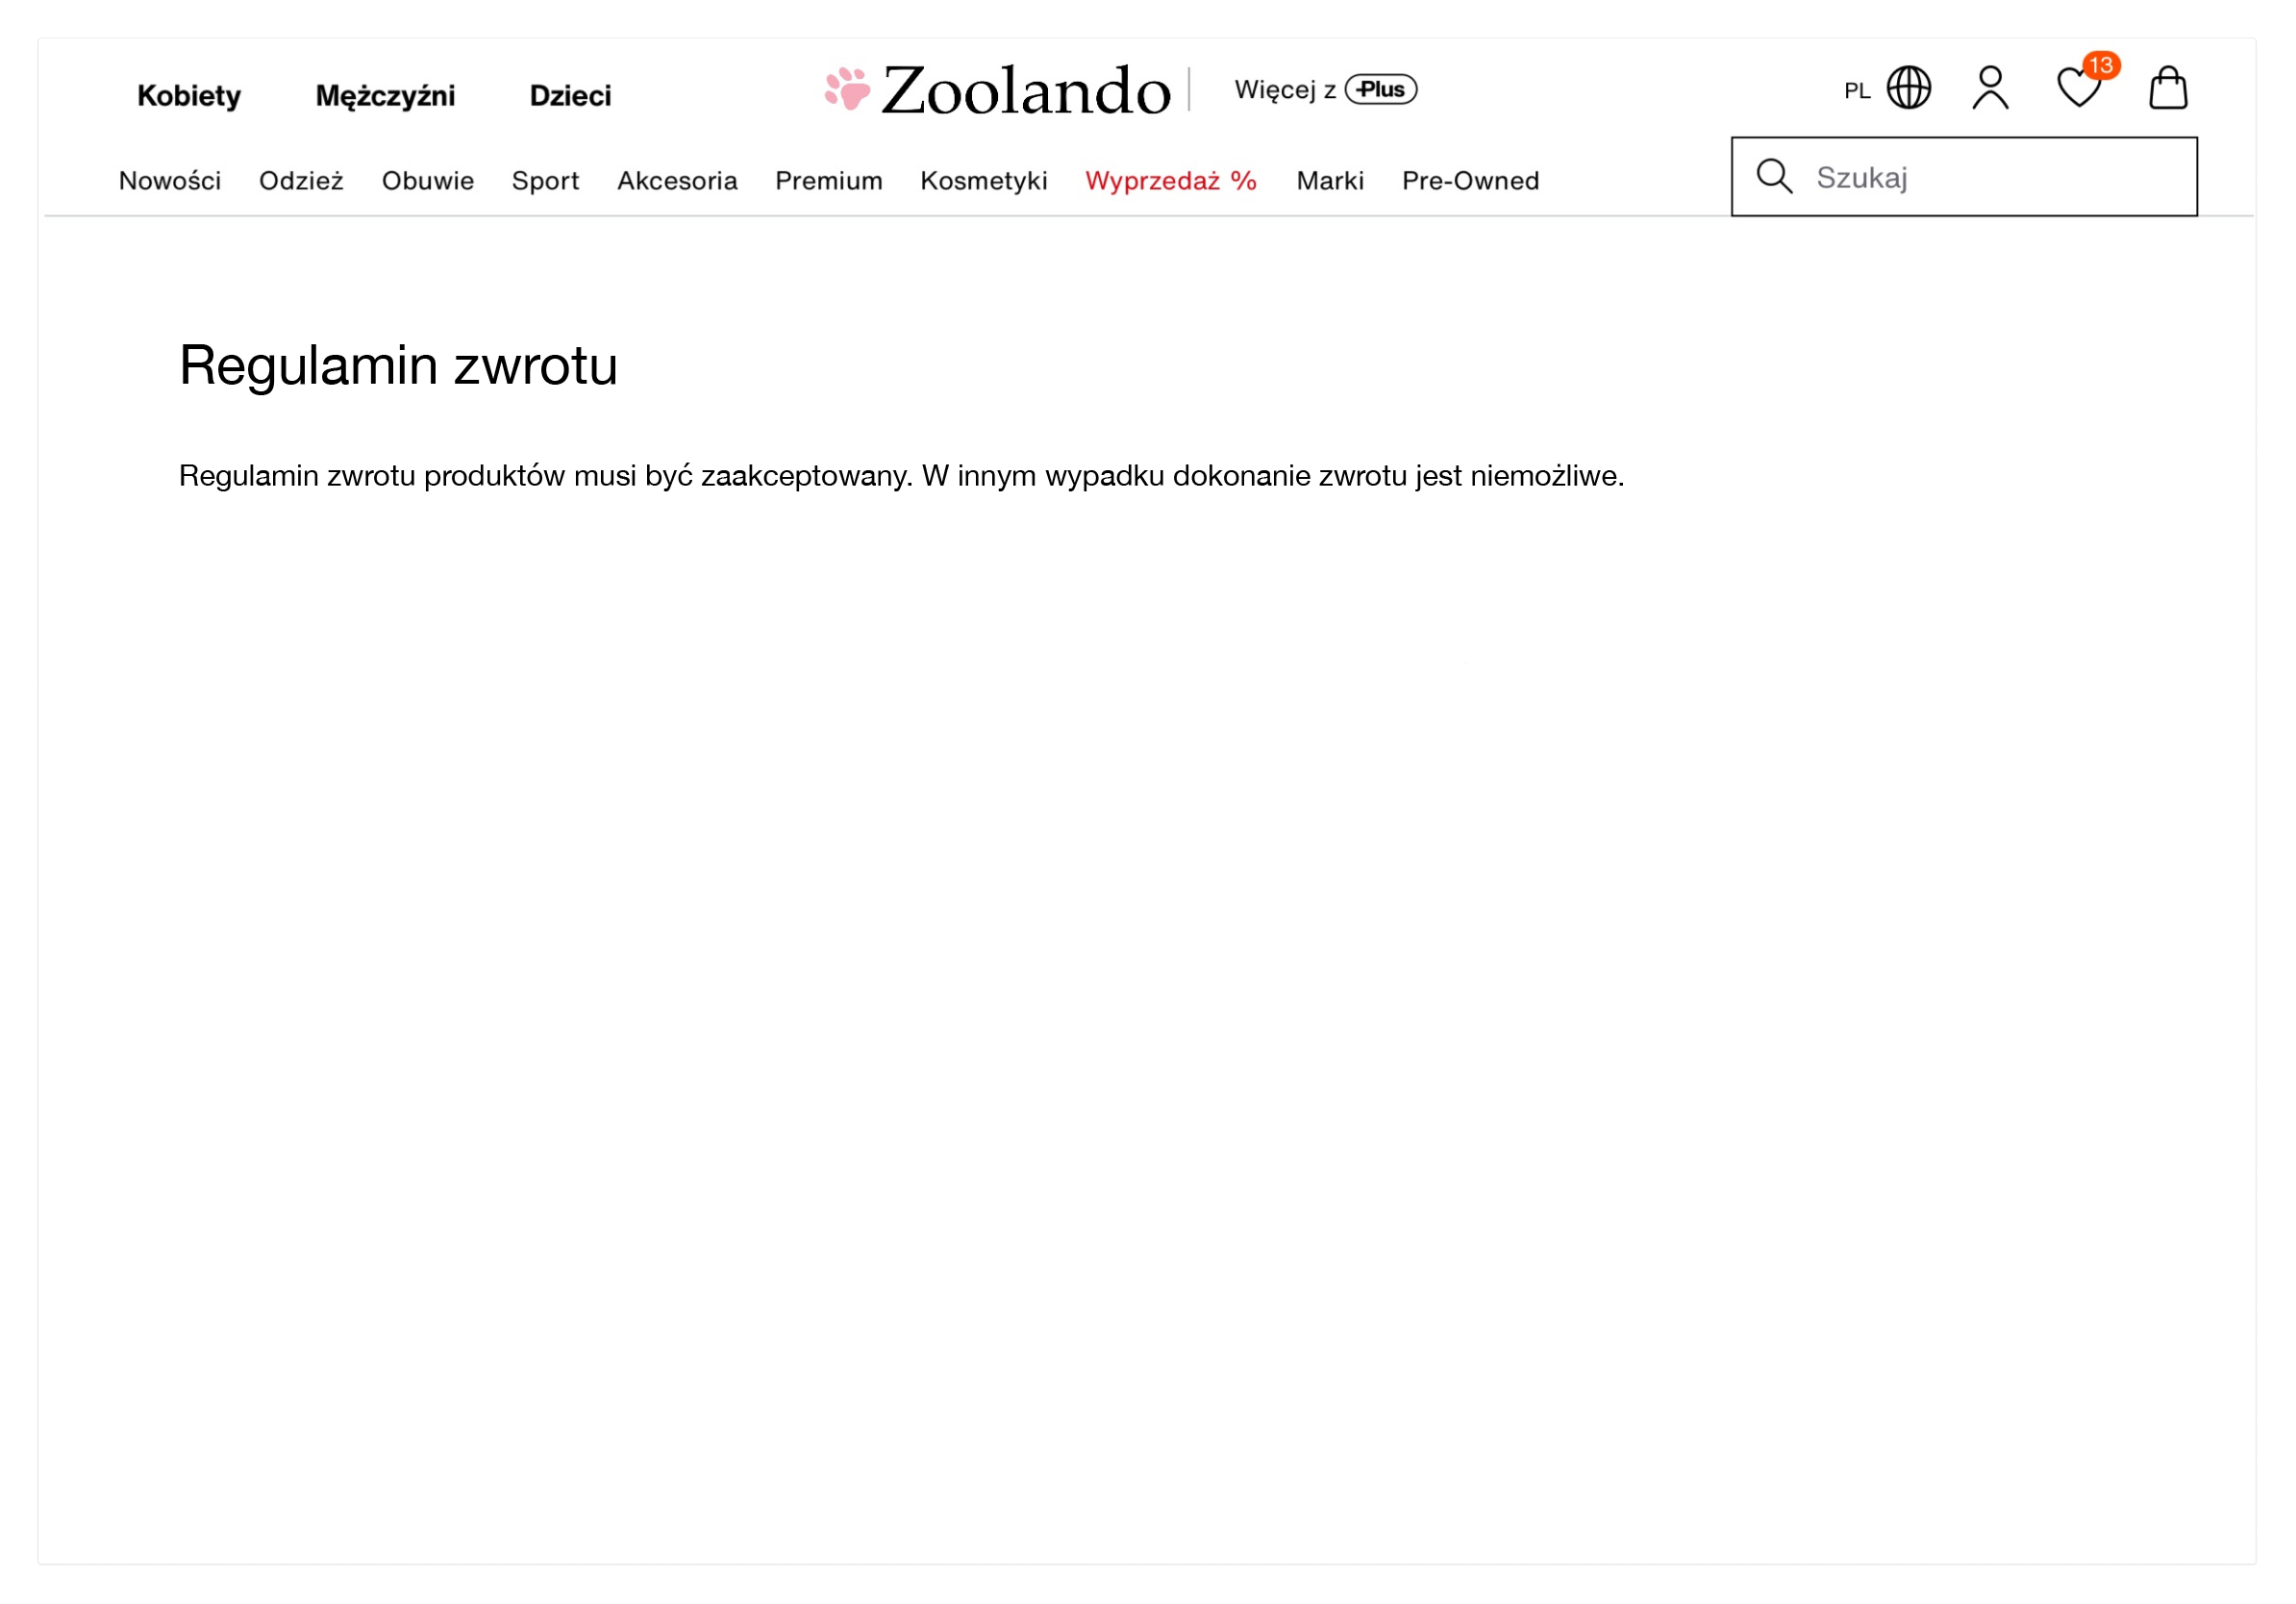 Kobiety Mężczyźni Dzieci Zoolando Więcej z Plus PL 13
Nowości Odzież Obuwie Sport Akcesoria Premium Kosmetyki Wyprzedaż % Marki Pre-Owned Szukaj
Regulamin zwrotu
Regulamin zwrotu produktów musi być zaakceptowany. W innym wypadku dokonanie zwrotu jest niemożliwe.